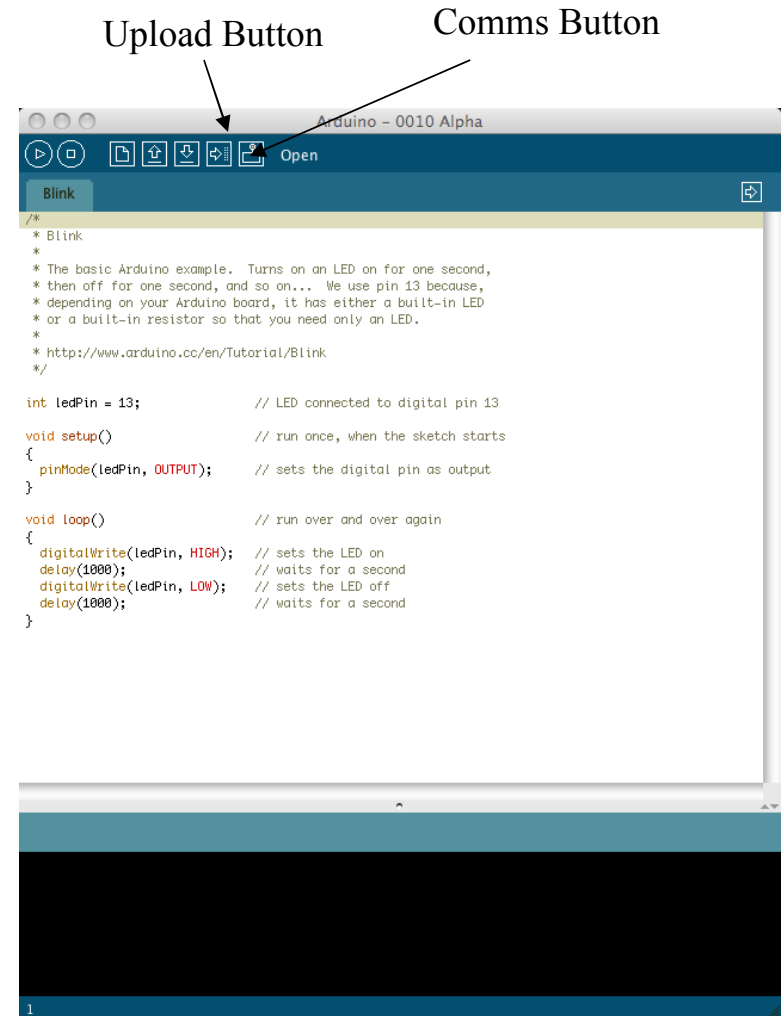 Upload Button
Comms Button
Arduino – 0010 Alpha
Open
Blink
/*
 * Blink
 *
 * The basic Arduino example.  Turns on an LED on for one second,
 * then off for one second, and so on...  We use pin 13 because,
 * depending on your Arduino board, it has either a built-in LED
 * or a built-in resistor so that you need only an LED.
 *
 * http://www.arduino.cc/en/Tutorial/Blink
 */
int ledPin = 13;                // LED connected to digital pin 13
void setup()                    // run once, when the sketch starts
{
  pinMode(ledPin, OUTPUT);      // sets the digital pin as output
}
void loop()                     // run over and over again
{
  digitalWrite(ledPin, HIGH);   // sets the LED on
  delay(1000);                  // waits for a second
  digitalWrite(ledPin, LOW);    // sets the LED off
  delay(1000);                  // waits for a second
}
1